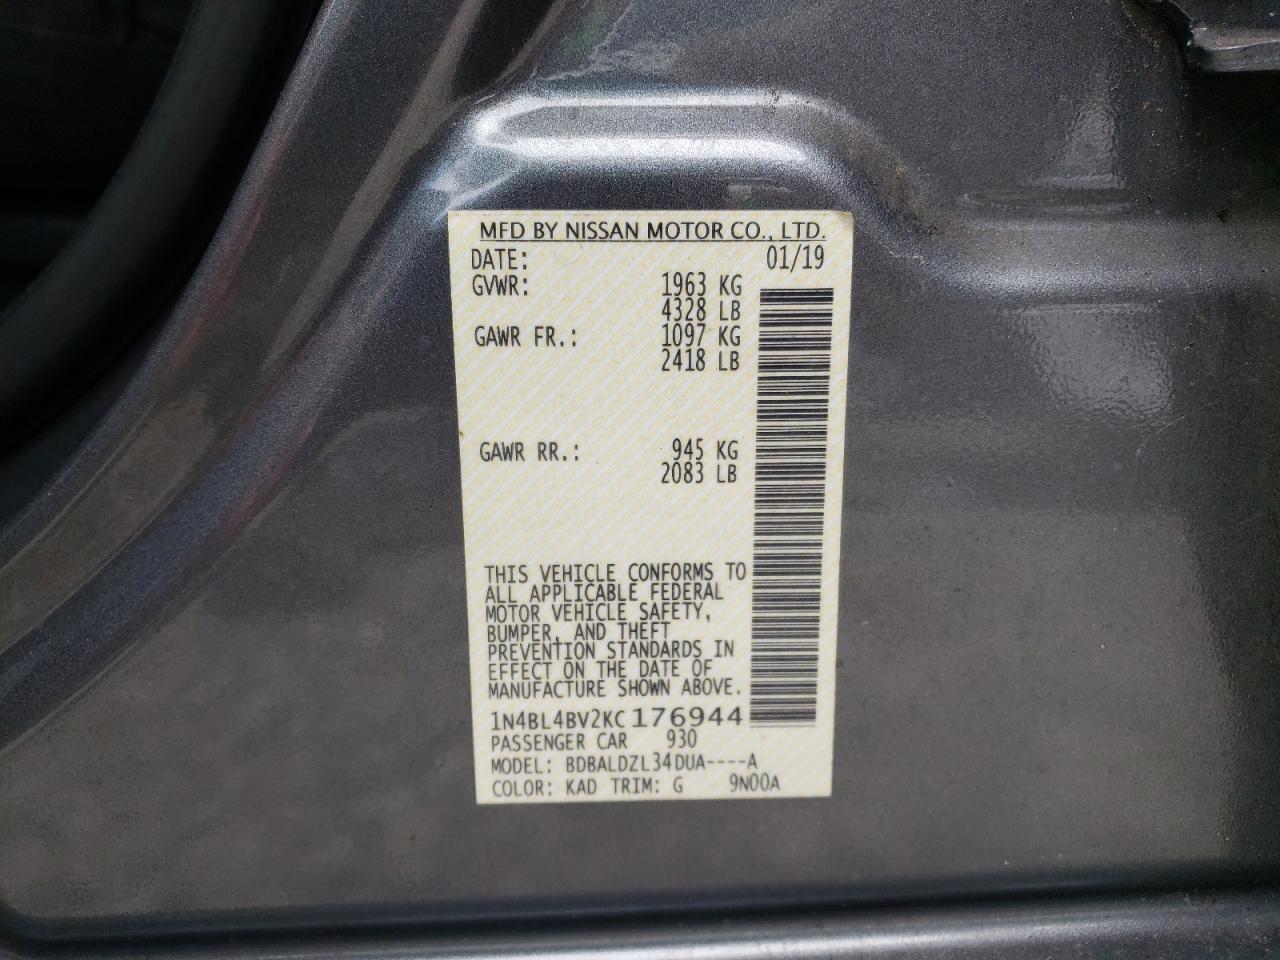 MFD BY NISSAN MOTOR CO., LTD.
DATE: 01/19
GVWR: 1963 KG
4328 LB
GAWR FR.: 1097 KG
2418 LB
GAWR RR.: 945 KG
2083 LB
THIS VEHICLE CONFORMS TO
ALL APPLICABLE FEDERAL
MOTOR VEHICLE SAFETY,
BUMPER, AND THEFT
PREVENTION STANDARDS IN
EFFECT ON THE DATE OF
MANUFACTURE SHOWN ABOVE.
1N4BL4BV2KC176944
PASSENGER CAR 930
MODEL: BDBALDZL34DUA----A
COLOR: KAD TRIM: G 9N00A